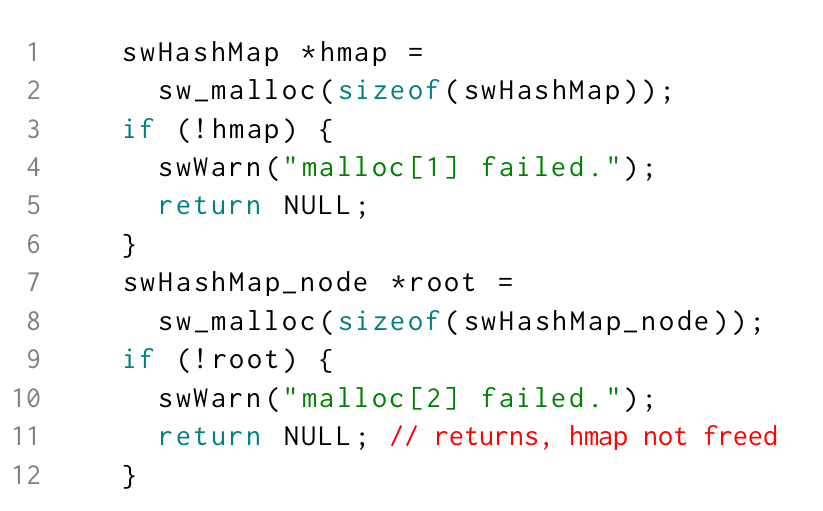 1 swHashMap *hmap =
2 sw_malloc(sizeof(swHashMap));
3 if (!hmap) {
4 swWarn("malloc[1] failed.");
5 return NULL;
6 }
7 swHashMap_node *root =
8 sw_malloc(sizeof(swHashMap_node));
9 if (!root) {
10 swWarn("malloc[2] failed.");
11 return NULL; // returns, hmap not freed
12 }